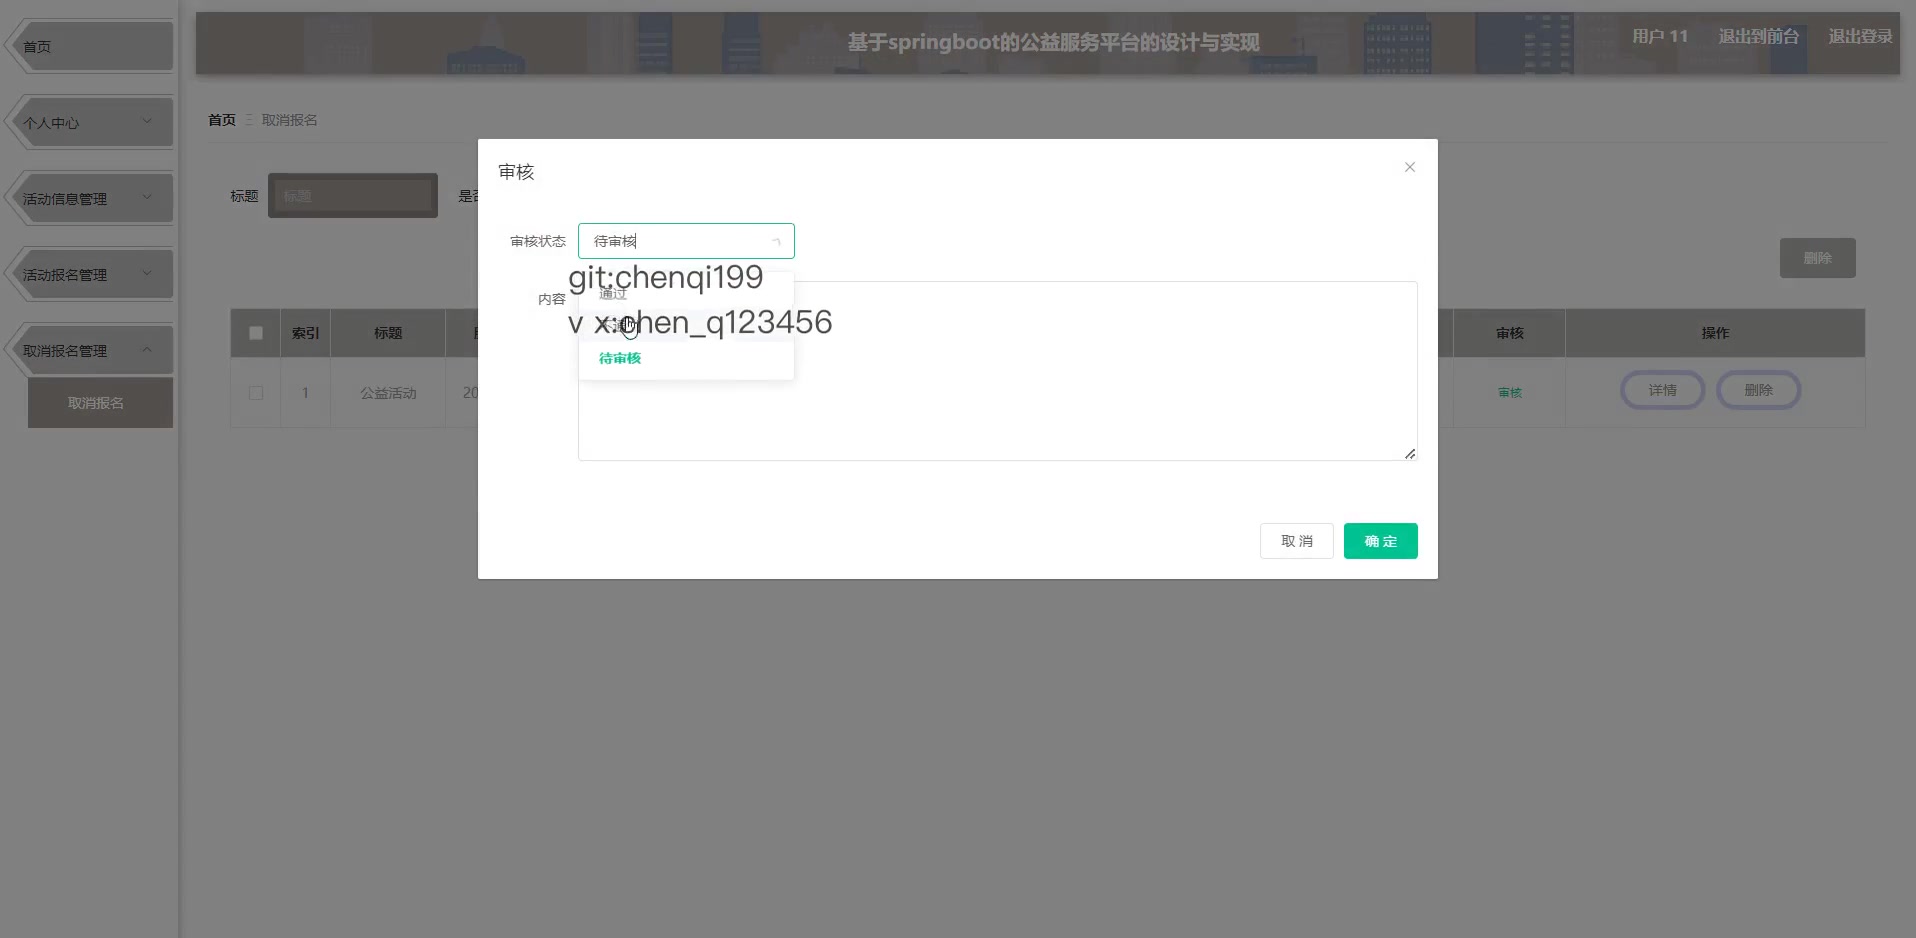 首页
个人中心
活动信息管理
活动报名管理
取消报名管理
取消报名
基于springboot的公益服务平台的设计与实现
用户 11
退出到前台
退出登录
首页
取消报名
标题
标题
删除
索引
标题
审核
操作
1
公益活动
20
审核
详情
删除
审核
审核状态
待审核
git:chenqi199
内容
通过
v x:chen_q123456
待审核
取消
确定